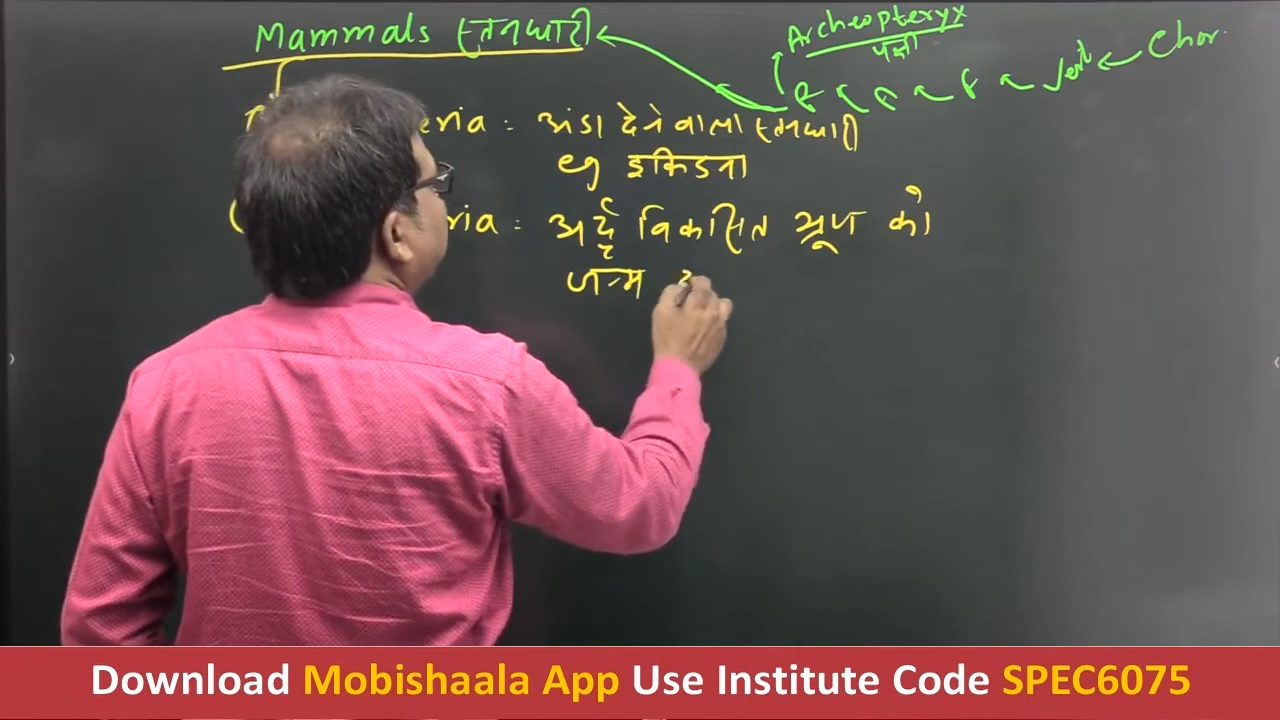 Mammals स्तनधारी
Archeopteryx
पक्षी
Vert ← Chor.
eria : अंडा देने वाला स्तनधारी
eg इकिडना
ria : अर्द्ध विकसित भ्रूण को
जन्म
Download Mobishaala App Use Institute Code SPEC6075